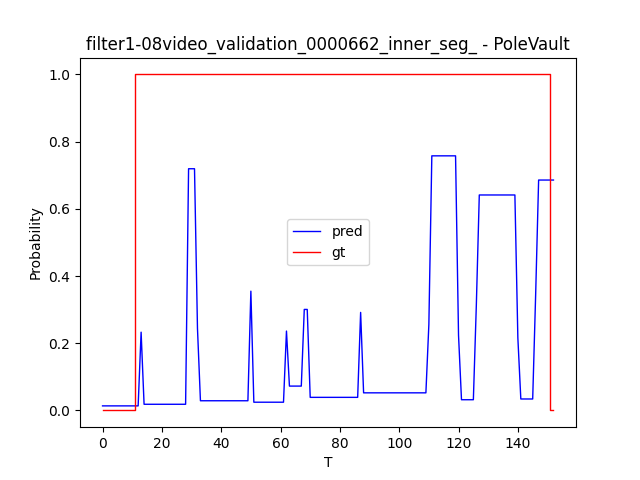 filter1-08video_validation_0000662_inner_seg_ - PoleVault
1.0
0.8
0.6
0.4
0.2
0.0
Probability
pred
gt
0 20 40 60 80 100 120 140
T